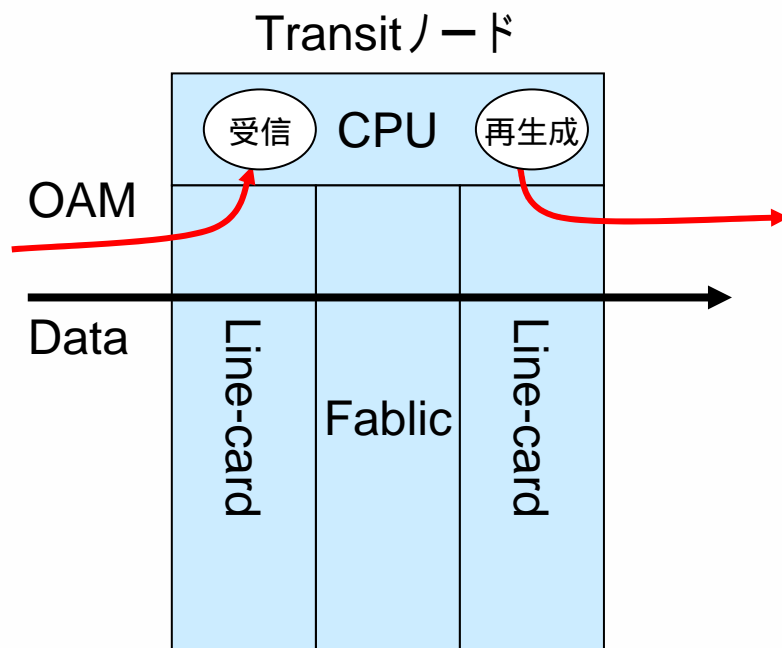 Transitノード
受信
CPU
再生成
OAM
Data
Line-card
Fablic
Line-card